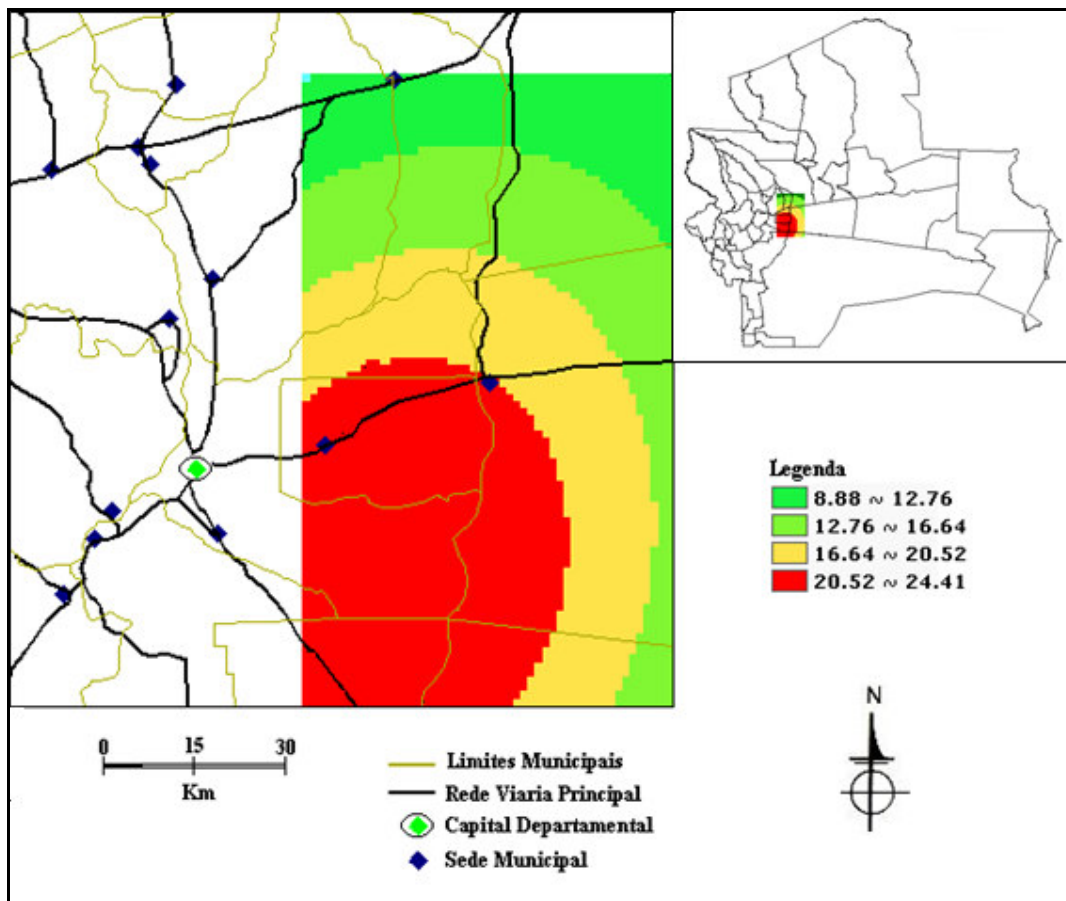 Legenda
8.88 ~ 12.76
12.76 ~ 16.64
16.64 ~ 20.52
20.52 ~ 24.41
N
0 15 30
Km
Limites Municipais
Rede Viaria Principal
Capital Departamental
Sede Municipal